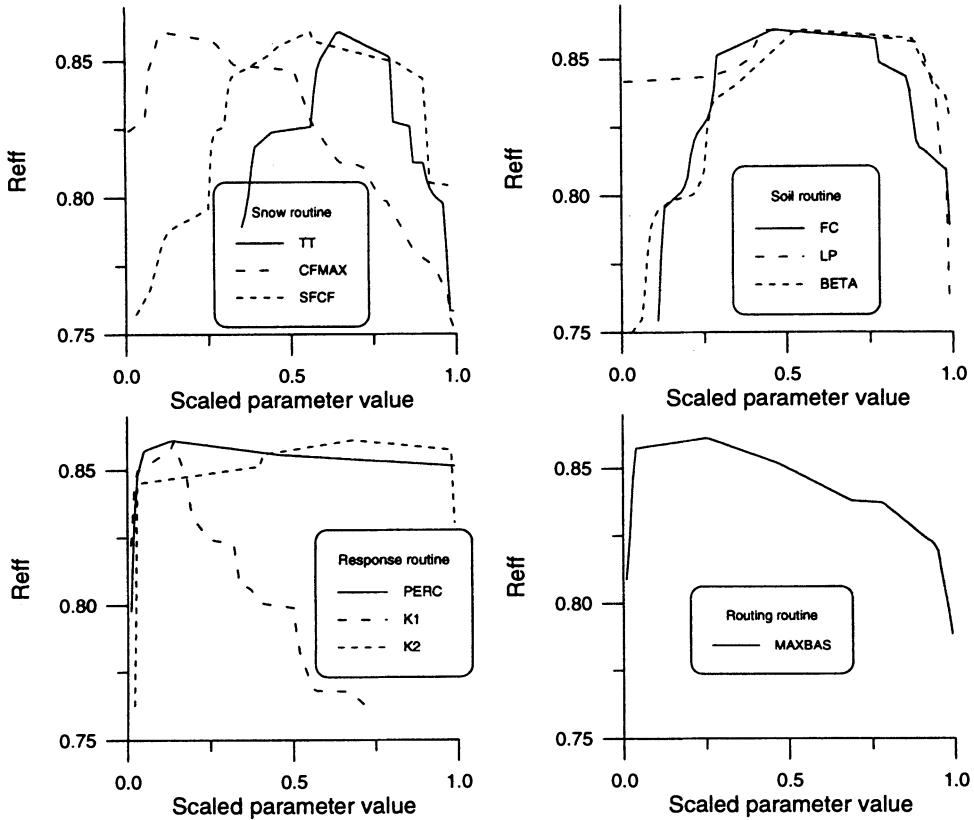 0.85
0.80
0.75
Reff
Snow routine
TT
CFMAX
SFCF
0.0
0.5
1.0
Scaled parameter value
0.85
0.80
0.75
Reff
Soil routine
FC
LP
BETA
0.0
0.5
1.0
Scaled parameter value
0.85
0.80
0.75
Reff
Response routine
PERC
K1
K2
0.0
0.5
1.0
Scaled parameter value
0.85
0.80
0.75
Reff
Routing routine
MAXBAS
0.0
0.5
1.0
Scaled parameter value